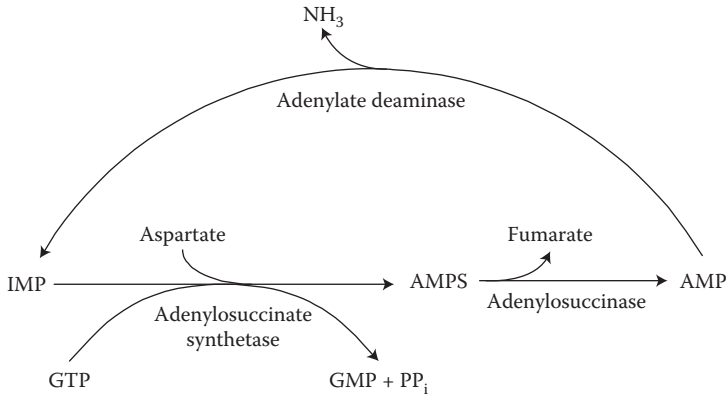 NH₃
Adenylate deaminase
Aspartate
Fumarate
IMP
AMPS
AMP
Adenylosuccinate
synthetase
Adenylosuccinase
GTP
GMP + PPᵢ